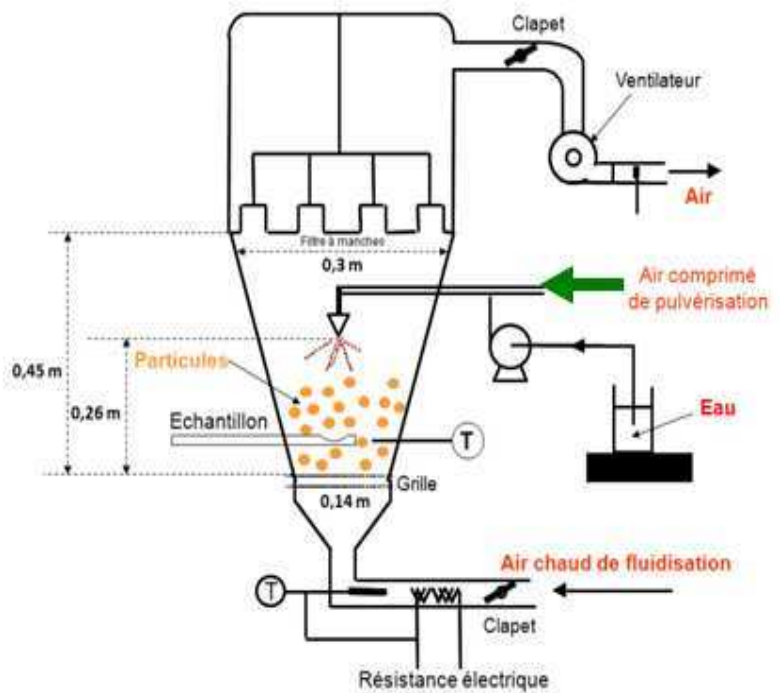 Clapet
Ventilateur
Air
Filtre à manches
0,3 m
Air comprimé
de pulvérisation
0,45 m
Particules
0,26 m
Echantillon
T
Eau
Grille
0,14 m
Air chaud de fluidisation
T
Clapet
Résistance électrique